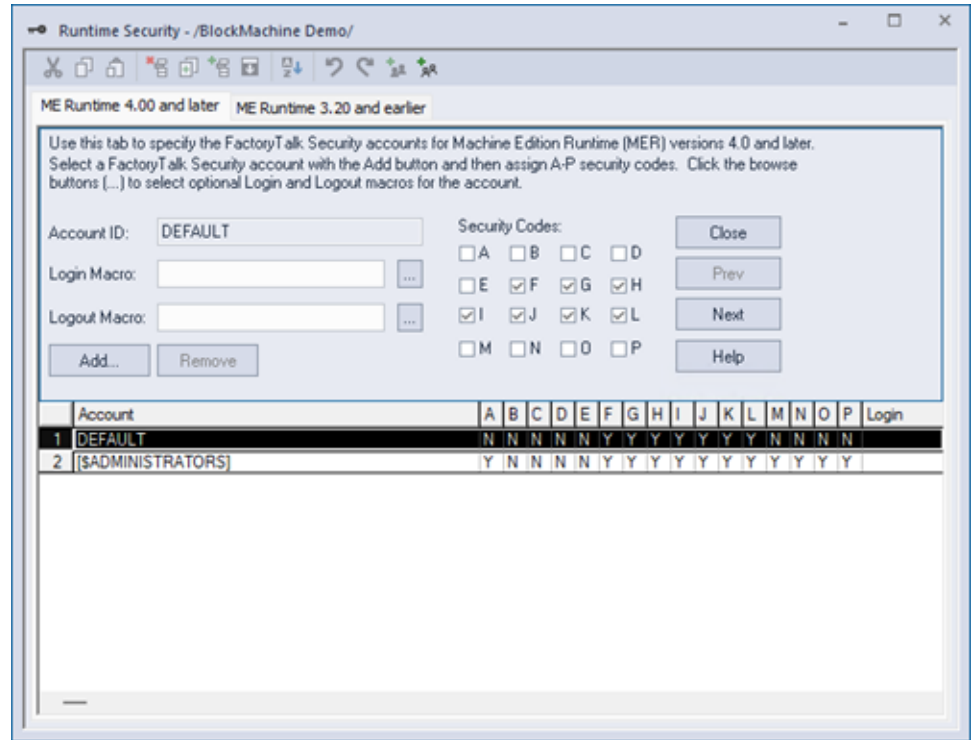 Runtime Security - /BlockMachine Demo/
ME Runtime 4.00 and later ME Runtime 3.20 and earlier
Use this tab to specify the FactoryTalk Security accounts for Machine Edition Runtime (MER) versions 4.0 and later.
Select a FactoryTalk Security account with the Add button and then assign A-P security codes. Click the browse
buttons (...) to select optional Login and Logout macros for the account.
Account ID: DEFAULT
Login Macro: ...
Logout Macro: ...
Add... Remove
Security Codes:
A B C D
E F G H
I J K L
M N O P
Close
Prev
Next
Help
Account A B C D E F G H I J K L M N O P Login
1 DEFAULT N N N N N Y Y Y Y Y Y Y N N N N
2 [$ADMINISTRATORS] Y N N N N Y Y Y Y Y Y Y Y Y Y Y